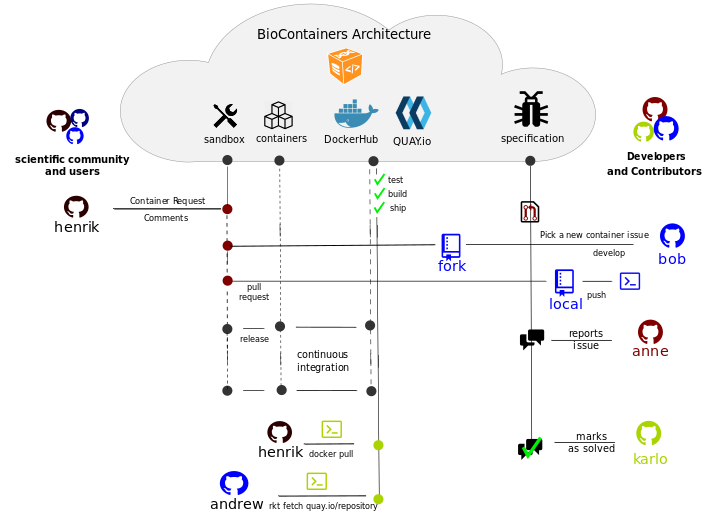 BioContainers Architecture
sandbox
containers
DockerHub
QUAY.io
specification
scientific community
and users
Developers
and Contributors
test
build
ship
henrik
Container Request
Comments
Pick a new container issue
develop
bob
fork
pull
request
local
push
release
continuous
integration
reports
issue
anne
henrik
docker pull
marks
as solved
karlo
andrew
rkt fetch quay.io/repository